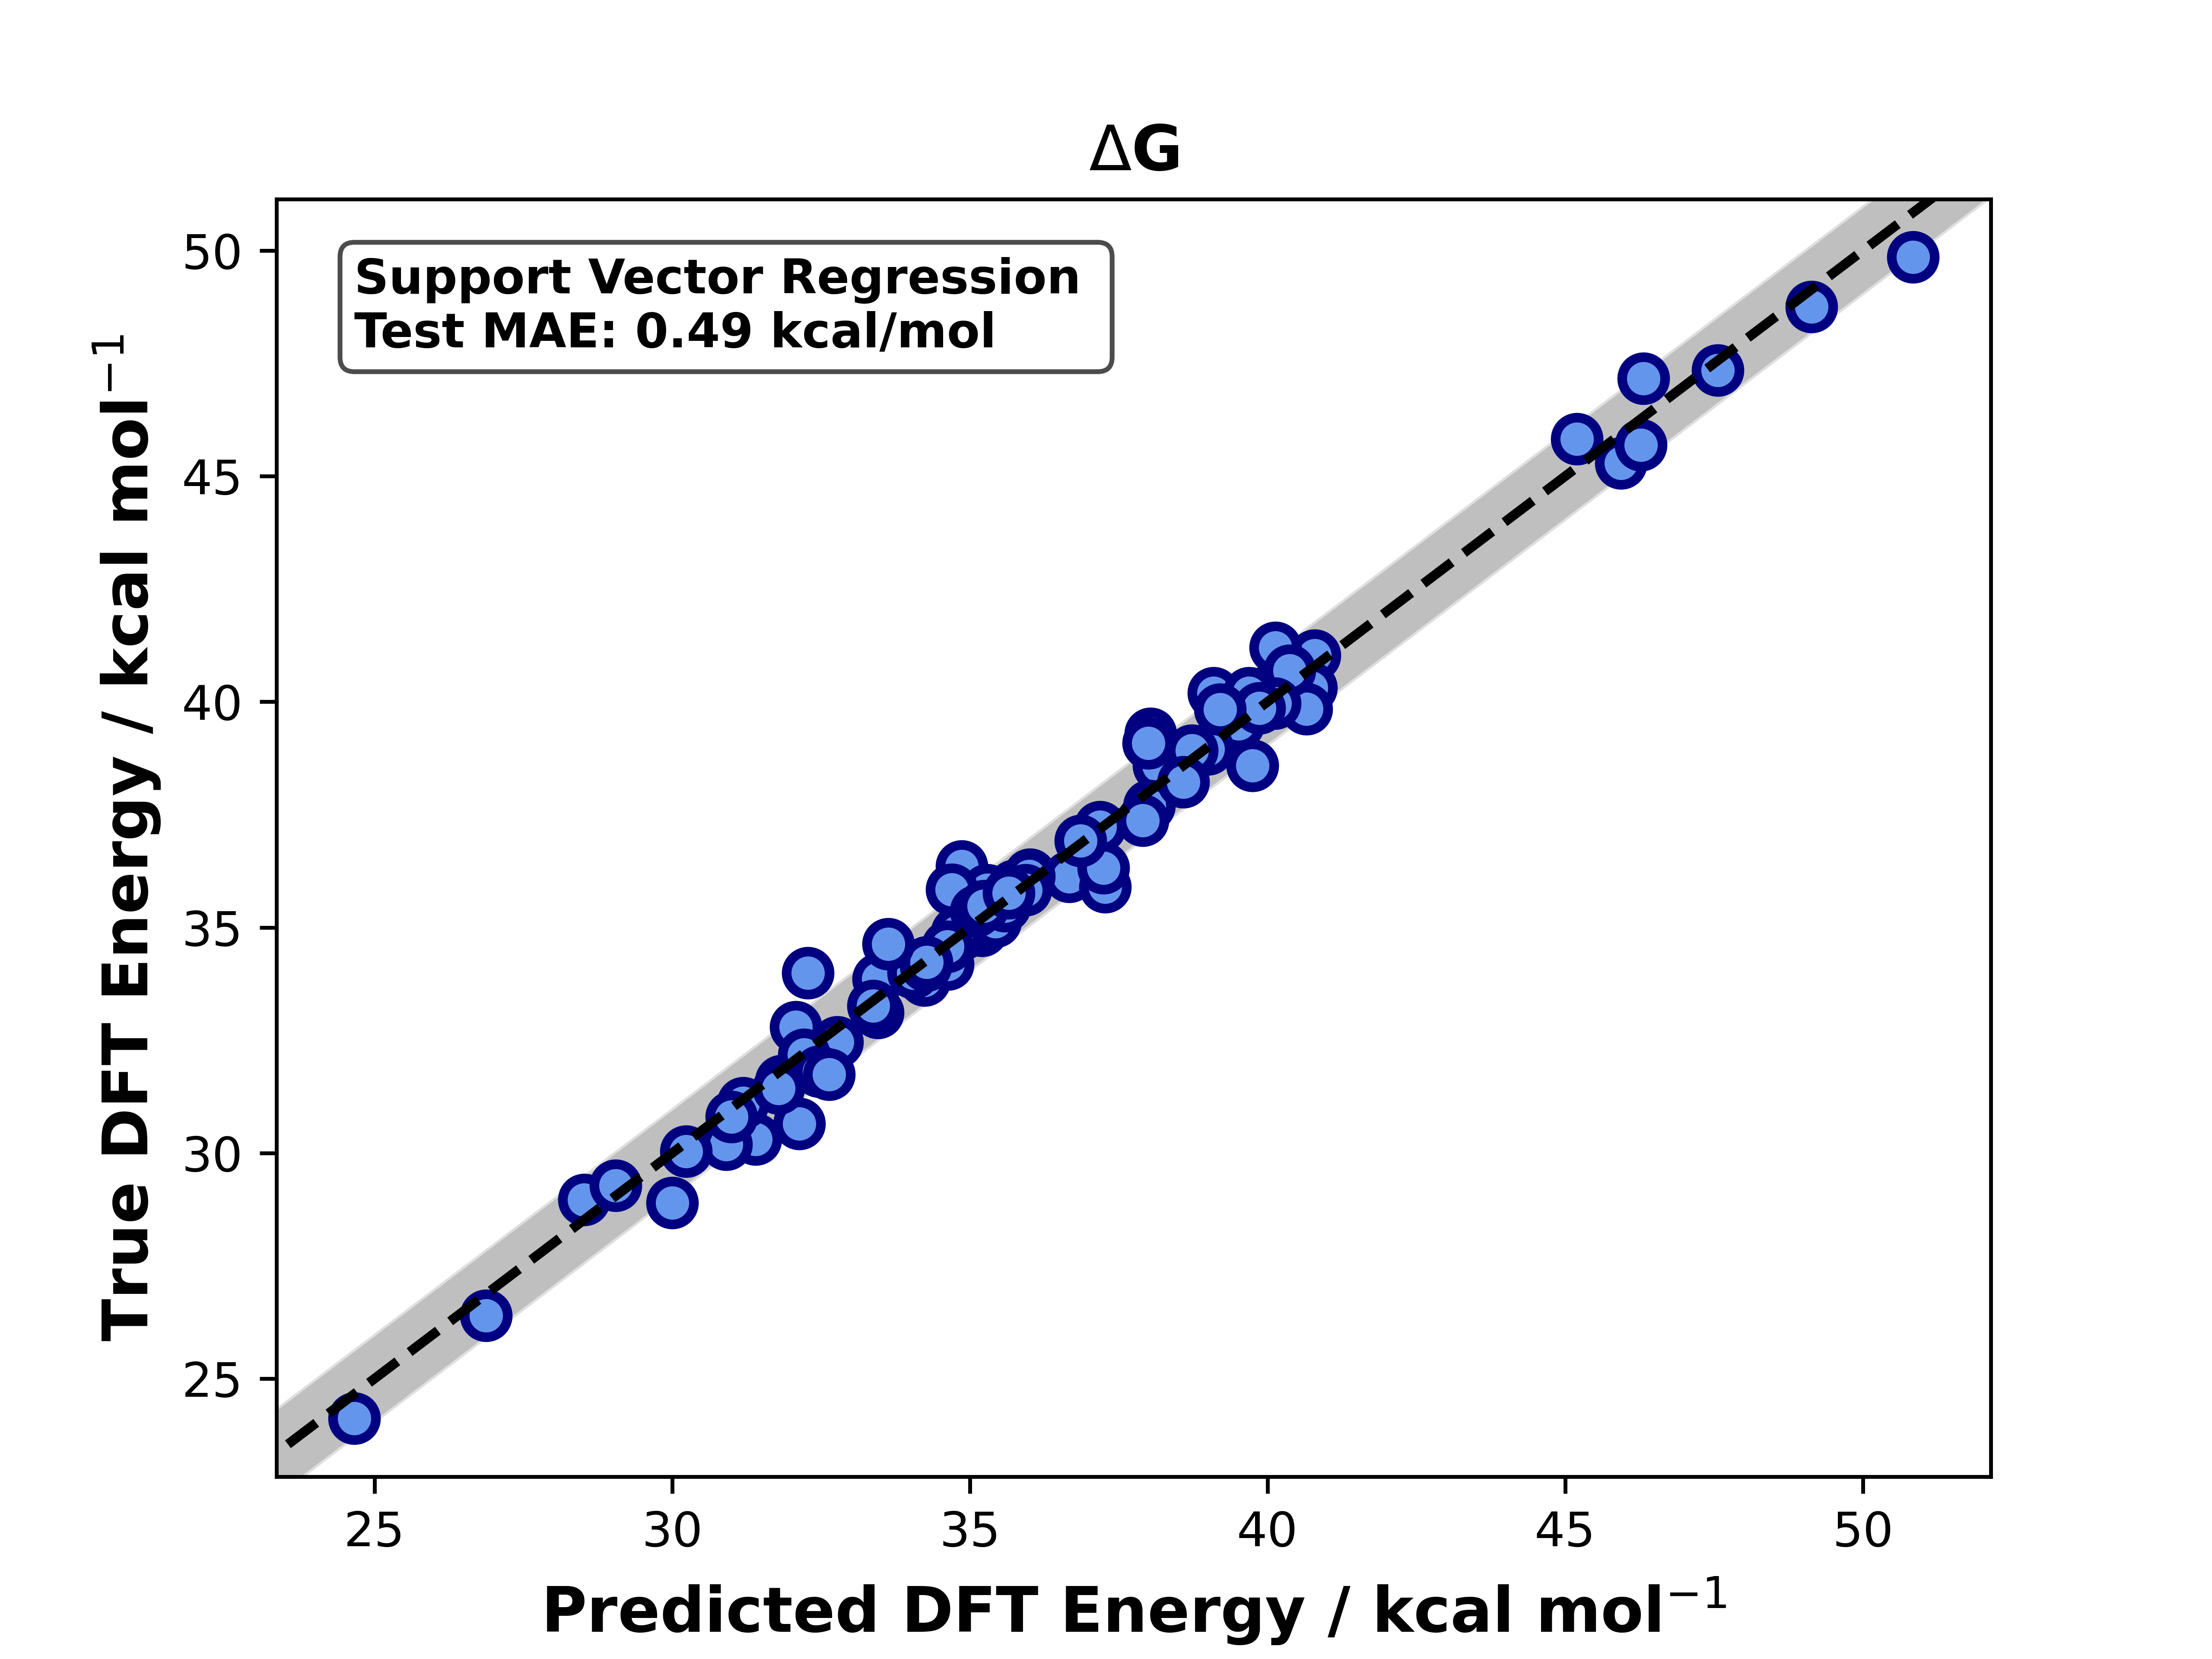 ΔG
Support Vector Regression
Test MAE: 0.49 kcal/mol
True DFT Energy / kcal mol⁻¹
50
45
40
35
30
25
25 30 35 40 45 50
Predicted DFT Energy / kcal mol⁻¹